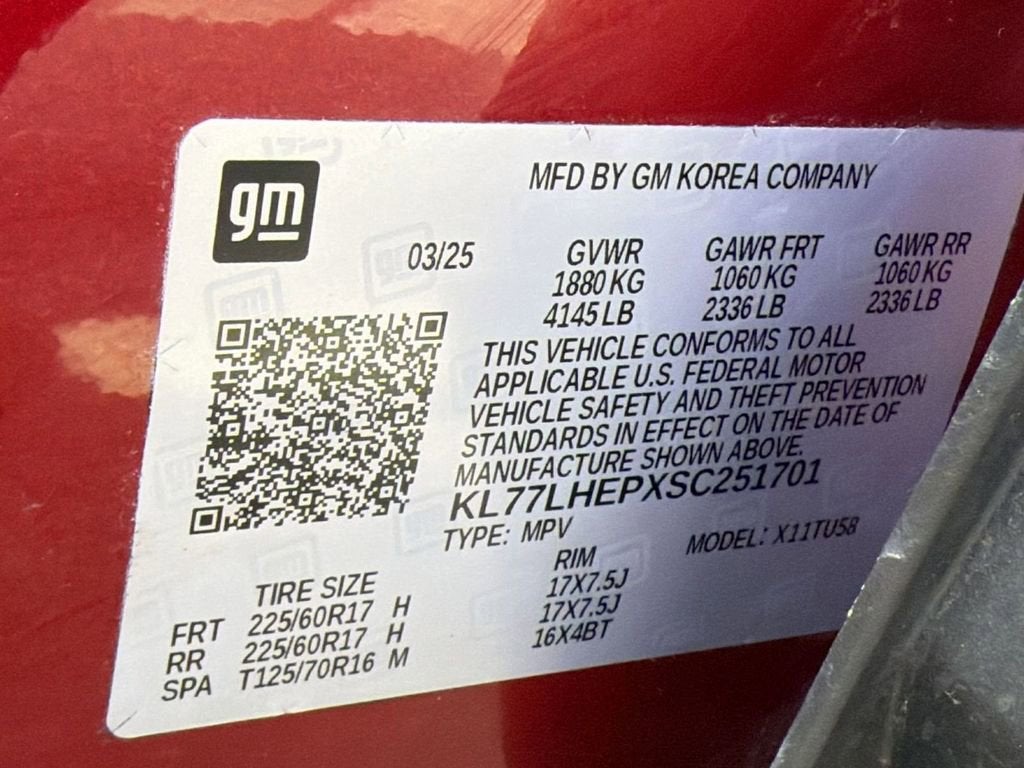 gm
MFD BY GM KOREA COMPANY
03/25 GVWR GAWR FRT GAWR RR
1880 KG 1060 KG 1060 KG
4145 LB 2336 LB 2336 LB
THIS VEHICLE CONFORMS TO ALL
APPLICABLE U.S. FEDERAL MOTOR
VEHICLE SAFETY AND THEFT PREVENTION
STANDARDS IN EFFECT ON THE DATE OF
MANUFACTURE SHOWN ABOVE.
KL77LHEPXSC251701
TYPE: MPV MODEL: X11TU58
TIRE SIZE RIM
FRT 225/60R17 H 17X7.5J
RR 225/60R17 H 17X7.5J
SPA T125/70R16 M 16X4BT